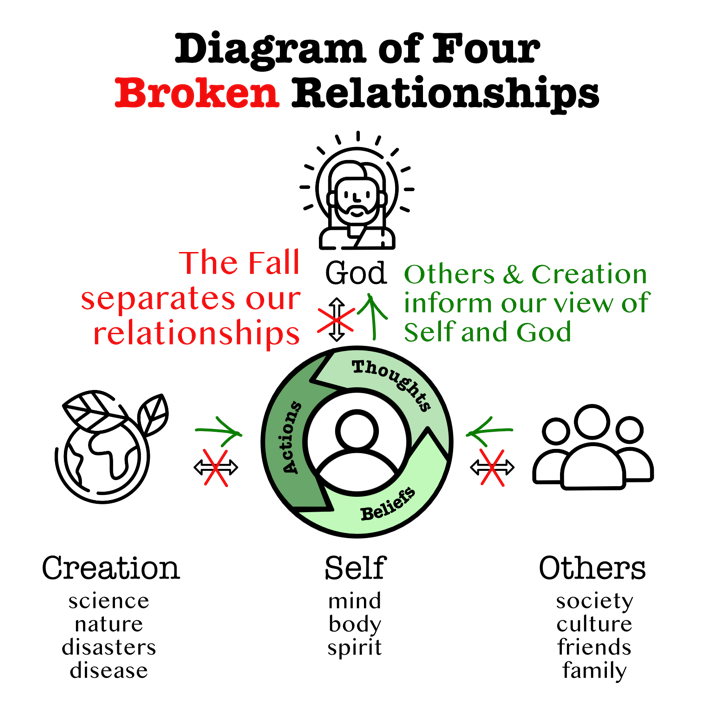 Diagram of Four
Broken Relationships
The Fall
separates our
relationships
God
Others & Creation
inform our view of
Self and God
Thoughts
Actions
Beliefs
Creation
science
nature
disasters
disease
Self
mind
body
spirit
Others
society
culture
friends
family